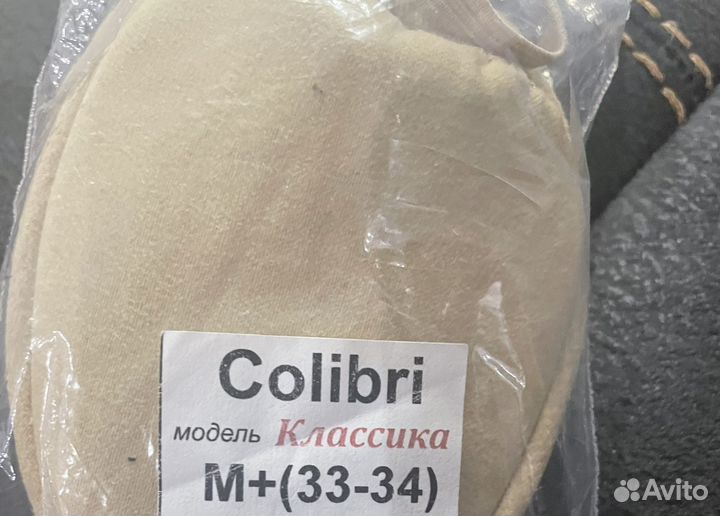 Colibri
модель Классика
M+(33-34)
Avito